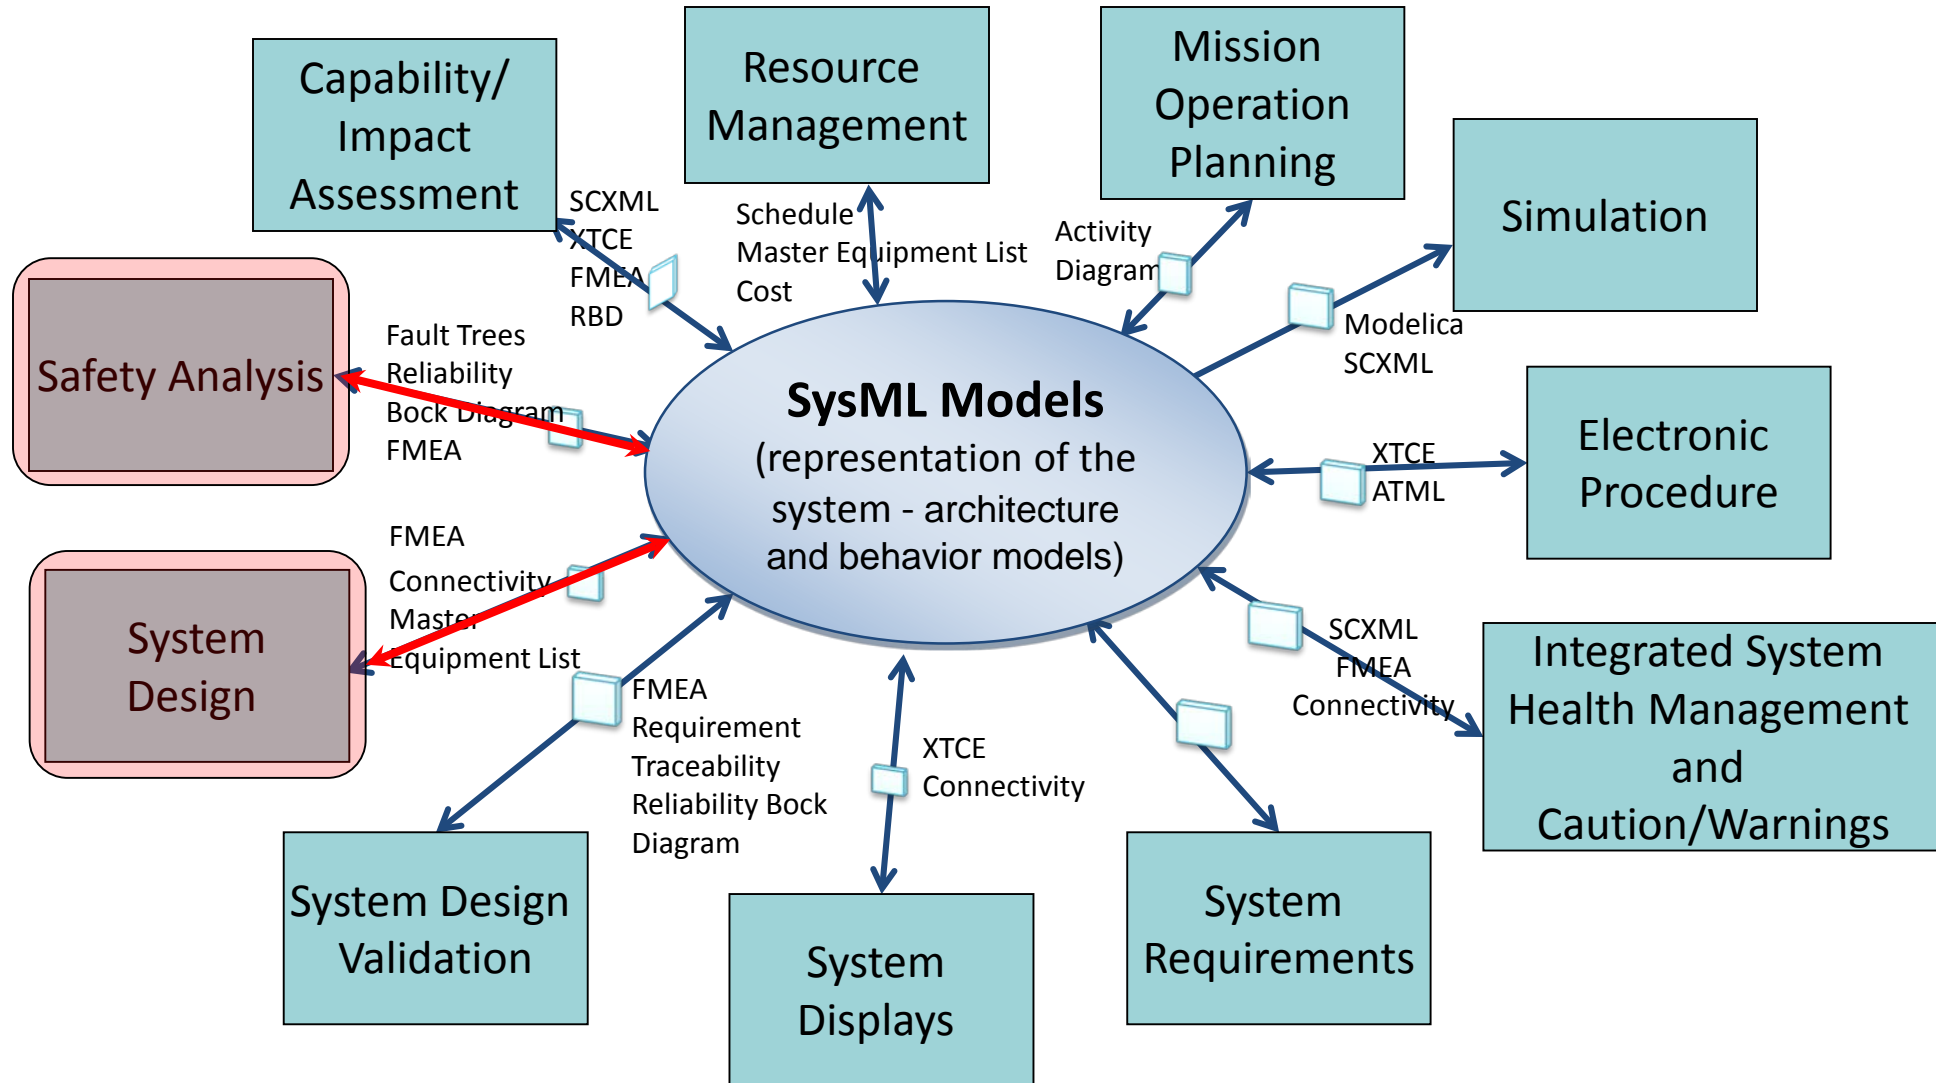 Capability/
Impact
Assessment
Resource
Management
Mission
Operation
Planning
Simulation
SCXML
XTCE
FMEA
RBD
Schedule
Master Equipment List
Cost
Activity
Diagram
Modelica
SCXML
Safety Analysis
Fault Trees
Reliability
Bock Diagram
FMEA
SysML Models
(representation of the
system - architecture
and behavior models)
XTCE
ATML
Electronic
Procedure
System
Design
FMEA
Connectivity
Master
Equipment List
FMEA
Requirement
Traceability
Reliability Bock
Diagram
XTCE
Connectivity
SCXML
FMEA
Connectivity
Integrated System
Health Management
and
Caution/Warnings
System Design
Validation
System
Displays
System
Requirements